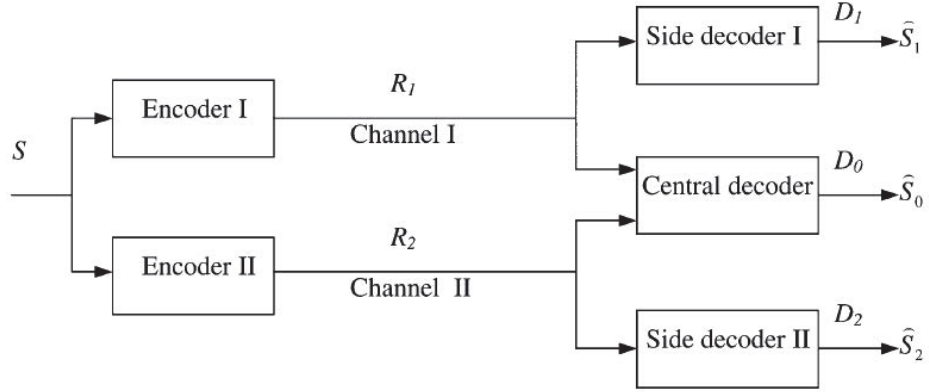 D₁
Side decoder I
Ŝ₁
R₁
Encoder I
Channel I
S
D₀
Central decoder
Ŝ₀
R₂
Encoder II
Channel II
D₂
Side decoder II
Ŝ₂